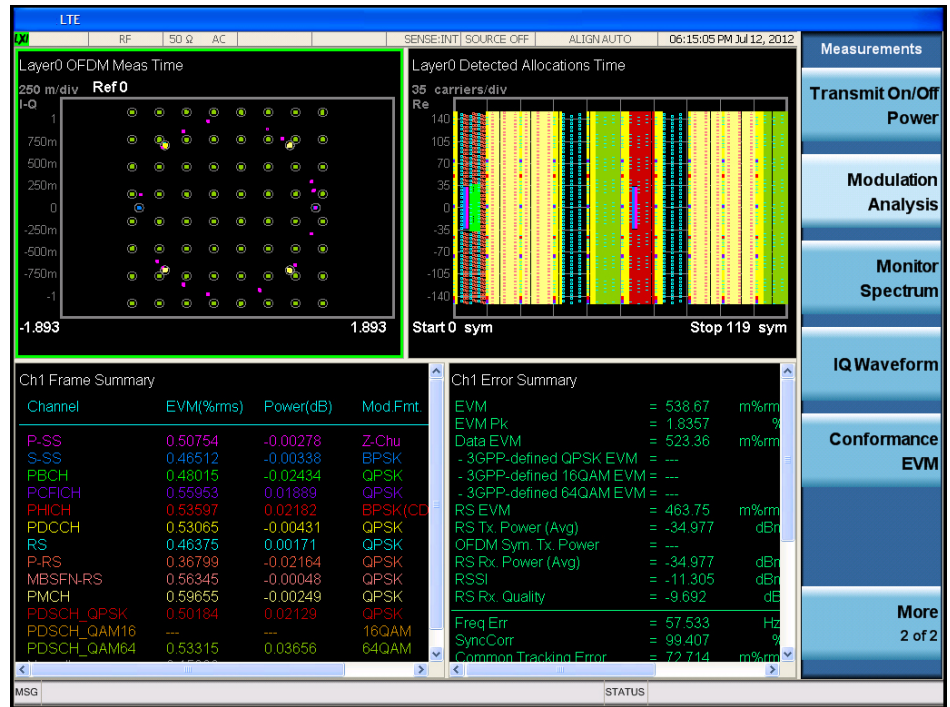 LTE
LXI RF 50 Ω AC SENSE:INT SOURCE OFF ALIGN AUTO 06:15:05 PM Jul 12, 2012
Layer0 OFDM Meas Time
250 m/div Ref 0
I-Q
1
750m
500m
250m
0
-250m
-500m
-750m
-1
-1.893 1.893
Layer0 Detected Allocations Time
35 carriers/div
Re
140
105
70
35
0
-35
-70
-105
-140
Start 0 sym Stop 119 sym
Ch1 Frame Summary
Channel EVM(%rms) Power(dB) Mod.Fmt.
P-SS 0.50754 -0.00278 Z-Chu
S-SS 0.46512 -0.00338 BPSK
PBCH 0.48015 -0.02434 QPSK
PCFICH 0.55953 0.01889 QPSK
PHICH 0.53597 0.02182 BPSK(CD
PDCCH 0.53065 -0.00431 QPSK
RS 0.46375 0.00171 QPSK
P-RS 0.36799 -0.02164 QPSK
MBSFN-RS 0.56345 -0.00048 QPSK
PMCH 0.59655 -0.00249 QPSK
PDSCH_QPSK 0.50184 0.02129 QPSK
PDSCH_QAM16 --- --- 16QAM
PDSCH_QAM64 0.53315 0.03656 64QAM
Ch1 Error Summary
EVM = 538.67 m%rm
EVM Pk = 1.8357 %
Data EVM = 523.36 m%rm
- 3GPP-defined QPSK EVM = ---
- 3GPP-defined 16QAM EVM = ---
- 3GPP-defined 64QAM EVM = ---
RS EVM = 463.75 m%rm
RS Tx. Power (Avg) = -34.977 dBn
OFDM Sym. Tx. Power = ---
RS Rx. Power (Avg) = -34.977 dBn
RSSI = -11.305 dBn
RS Rx. Quality = -9.692 dB
Freq Err = 57.533 Hz
SyncCorr = 99.407 %
Common Tracking Error = 72.714 m%rm
MSG STATUS
Measurements
Transmit On/Off
Power
Modulation
Analysis
Monitor
Spectrum
IQ Waveform
Conformance
EVM
More
2 of 2